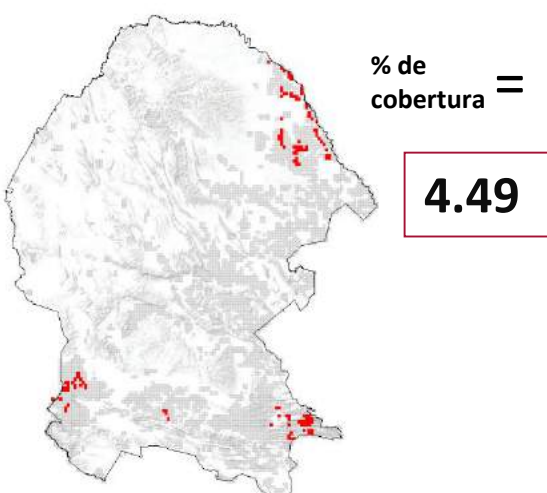 % de
cobertura =
4.49